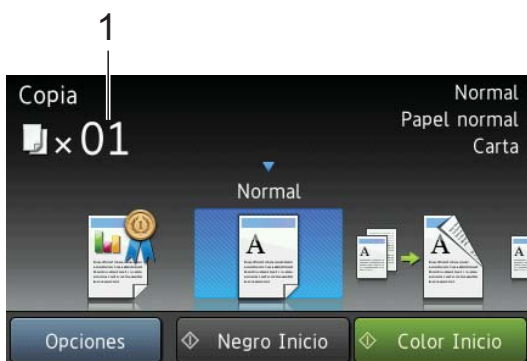 1
Copia
Normal
Papel normal
Carta
×01
Normal
A
A
A
A
Opciones
Negro Inicio
Color Inicio